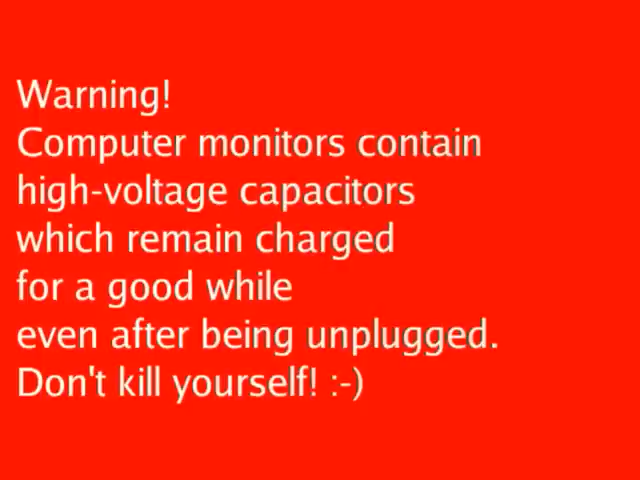 Warning!
Computer monitors contain
high-voltage capacitors
which remain charged
for a good while
even after being unplugged.
Don't kill yourself! :-)